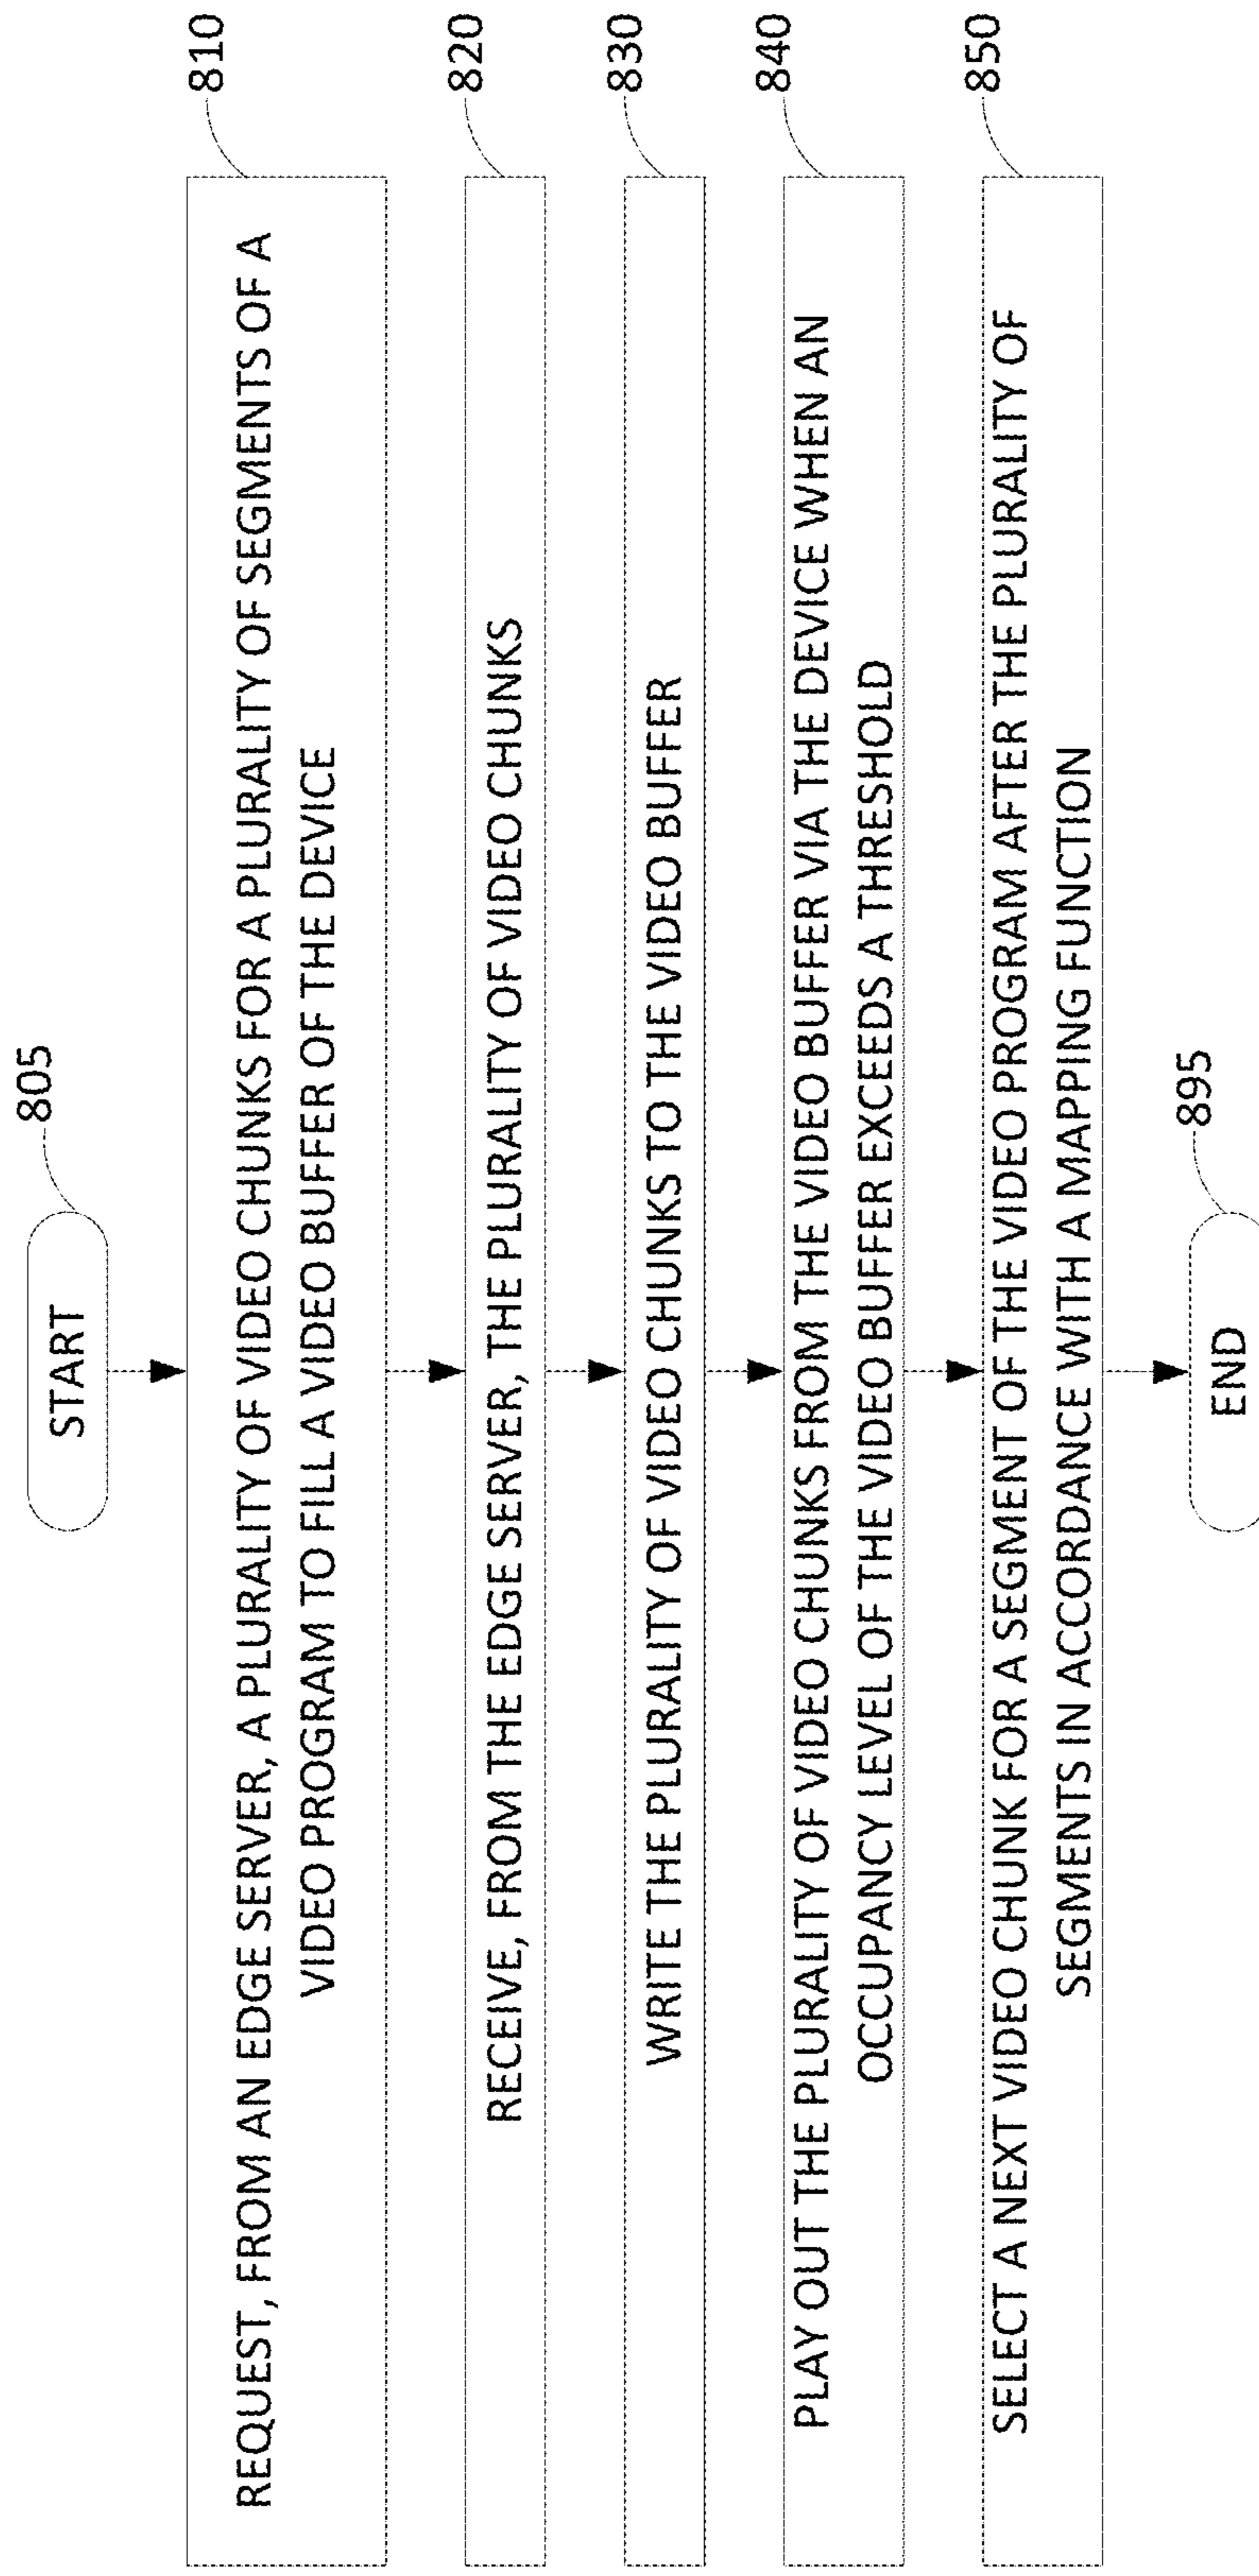 805
START
810
REQUEST, FROM AN EDGE SERVER, A PLURALITY OF VIDEO CHUNKS FOR A PLURALITY OF SEGMENTS OF A
VIDEO PROGRAM TO FILL A VIDEO BUFFER OF THE DEVICE
820
RECEIVE, FROM THE EDGE SERVER, THE PLURALITY OF VIDEO CHUNKS
830
WRITE THE PLURALITY OF VIDEO CHUNKS TO THE VIDEO BUFFER
840
PLAY OUT THE PLURALITY OF VIDEO CHUNKS FROM THE VIDEO BUFFER VIA THE DEVICE WHEN AN
OCCUPANCY LEVEL OF THE VIDEO BUFFER EXCEEDS A THRESHOLD
850
SELECT A NEXT VIDEO CHUNK FOR A SEGMENT OF THE VIDEO PROGRAM AFTER THE PLURALITY OF
SEGMENTS IN ACCORDANCE WITH A MAPPING FUNCTION
895
END